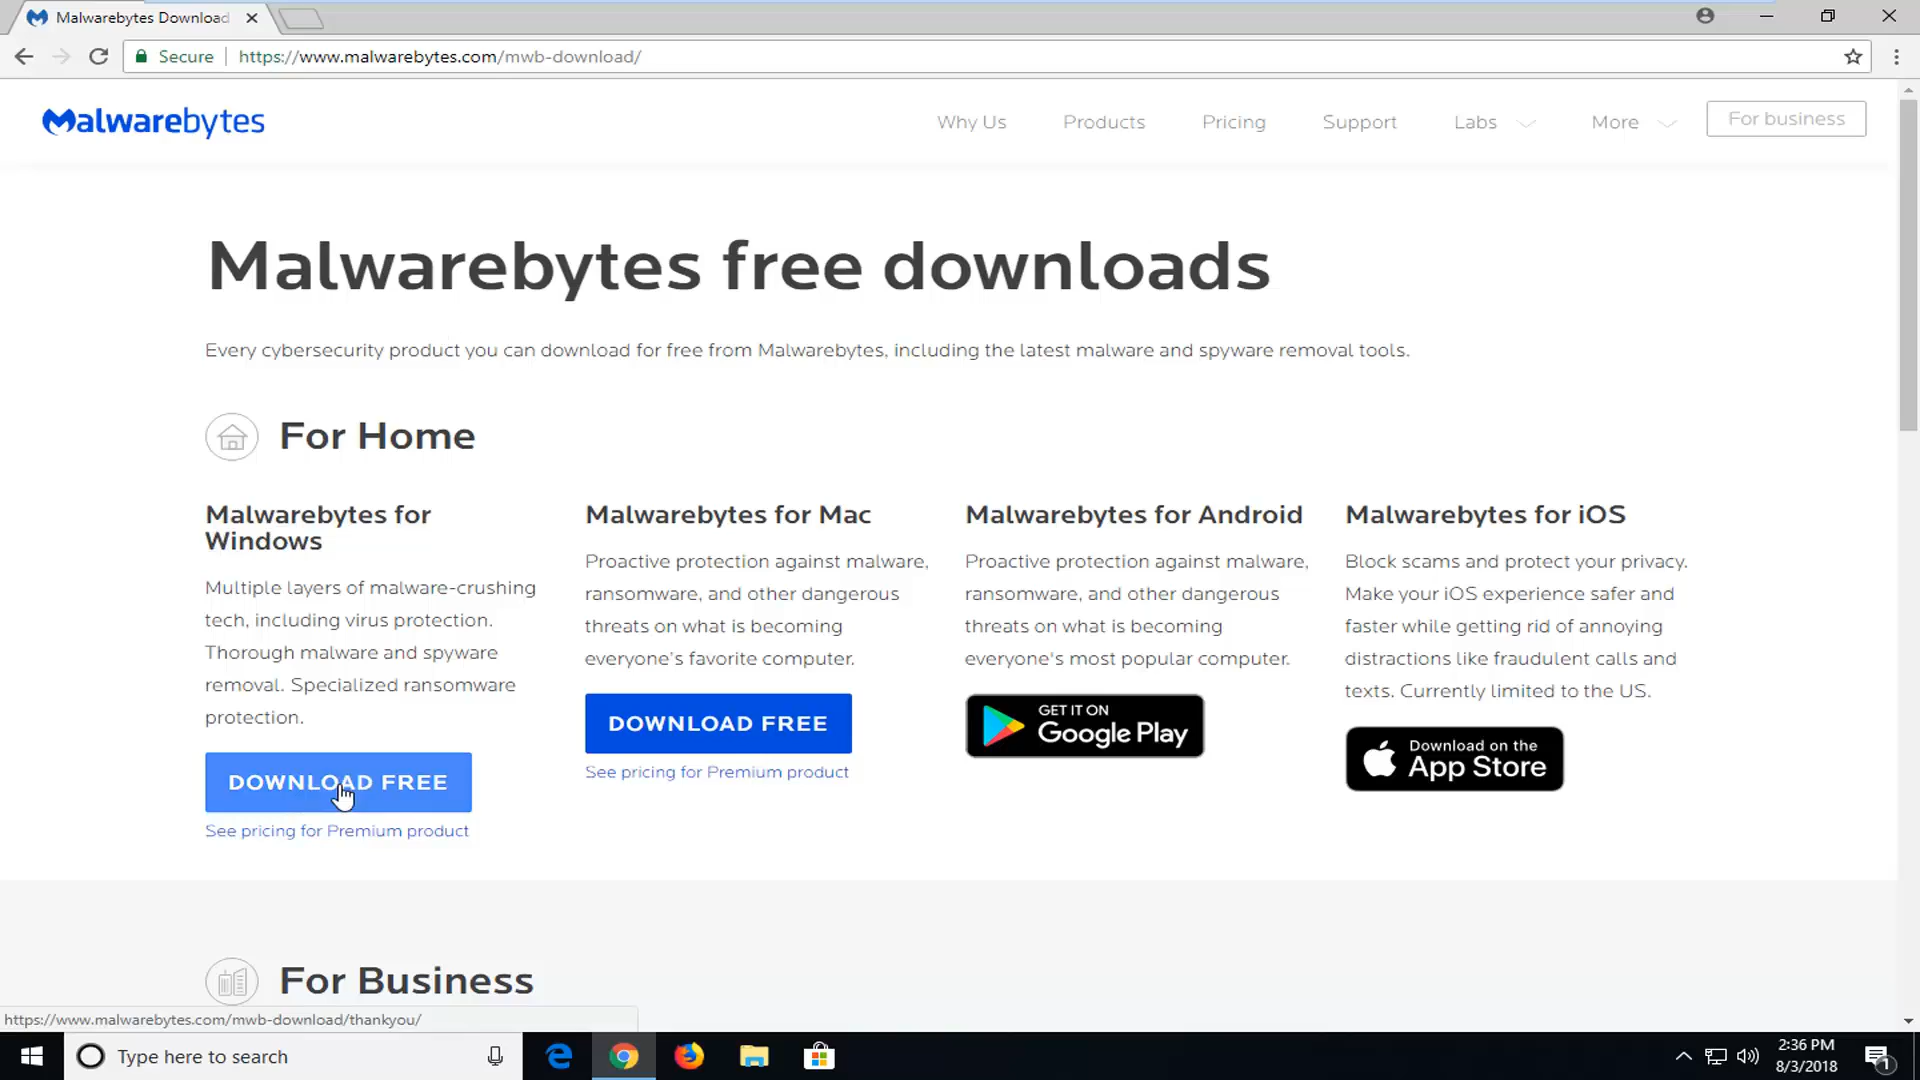 Malwarebytes Download
Secure
https://www.malwarebytes.com/mwb-download/
Malwarebytes
Why Us
Products
Pricing
Support
Labs
More
For business
Malwarebytes free downloads
Every cybersecurity product you can download for free from Malwarebytes, including the latest malware and spyware removal tools.
For Home
Malwarebytes for
Windows
Multiple layers of malware-crushing
tech, including virus protection.
Thorough malware and spyware
removal. Specialized ransomware
protection.
DOWNLOAD FREE
See pricing for Premium product
Malwarebytes for Mac
Proactive protection against malware,
ransomware, and other dangerous
threats on what is becoming
everyone's favorite computer.
DOWNLOAD FREE
See pricing for Premium product
Malwarebytes for Android
Proactive protection against malware,
ransomware, and other dangerous
threats on what is becoming
everyone's most popular computer.
GET IT ON
Google Play
Malwarebytes for iOS
Block scams and protect your privacy.
Make your iOS experience safer and
faster while getting rid of annoying
distractions like fraudulent calls and
texts. Currently limited to the US.
Download on the
App Store
For Business
https://www.malwarebytes.com/mwb-download/thankyou/
Type here to search
2:36 PM
8/3/2018
1